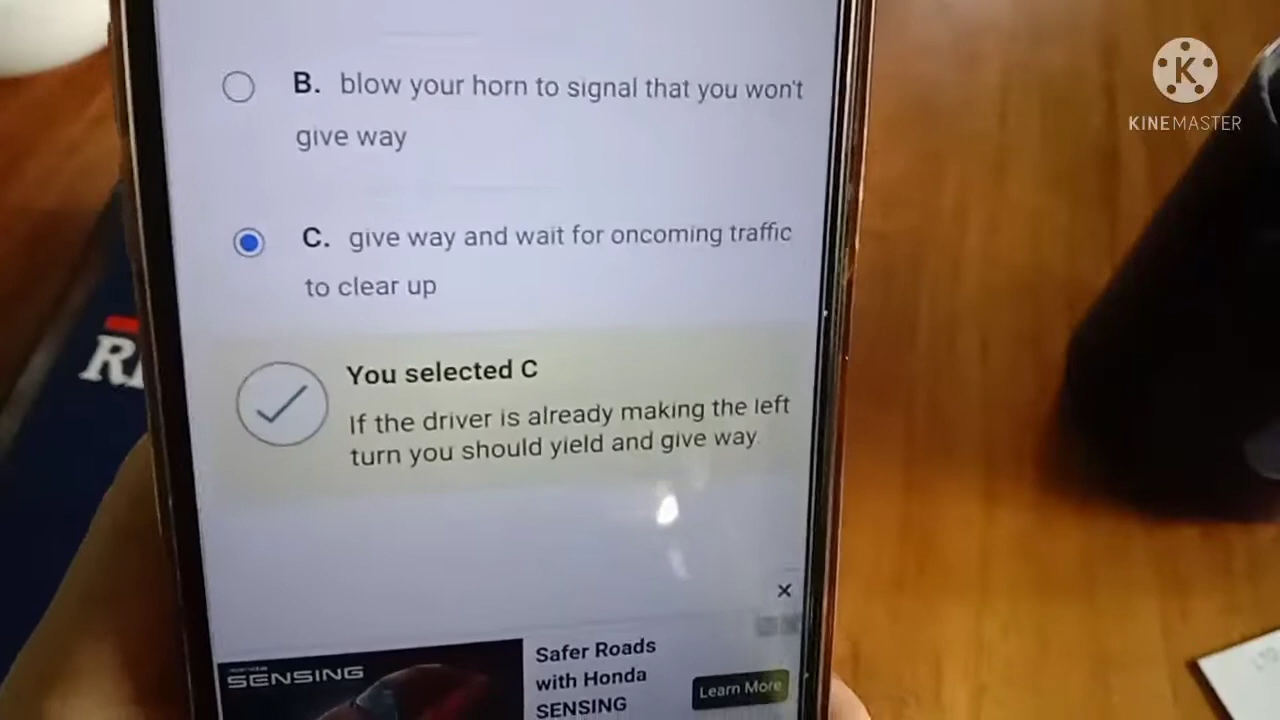 B. blow your horn to signal that you won't
give way
C. give way and wait for oncoming traffic
to clear up
You selected C
If the driver is already making the left
turn you should yield and give way.
Safer Roads
with Honda
SENSING
Learn More
SENSING
K
KINEMASTER